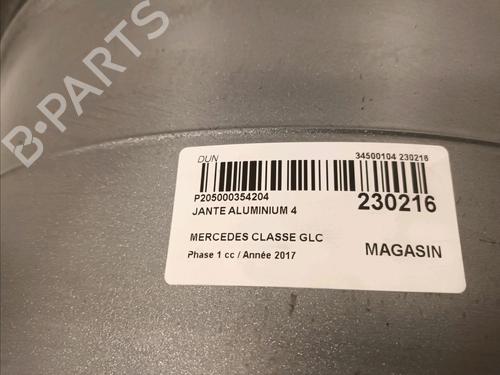 B-PARTS
DUN
34500104 230216
P205000354204
JANTE ALUMINIUM 4
230216
MERCEDES CLASSE GLC
Phase 1 cc / Année 2017
MAGASIN